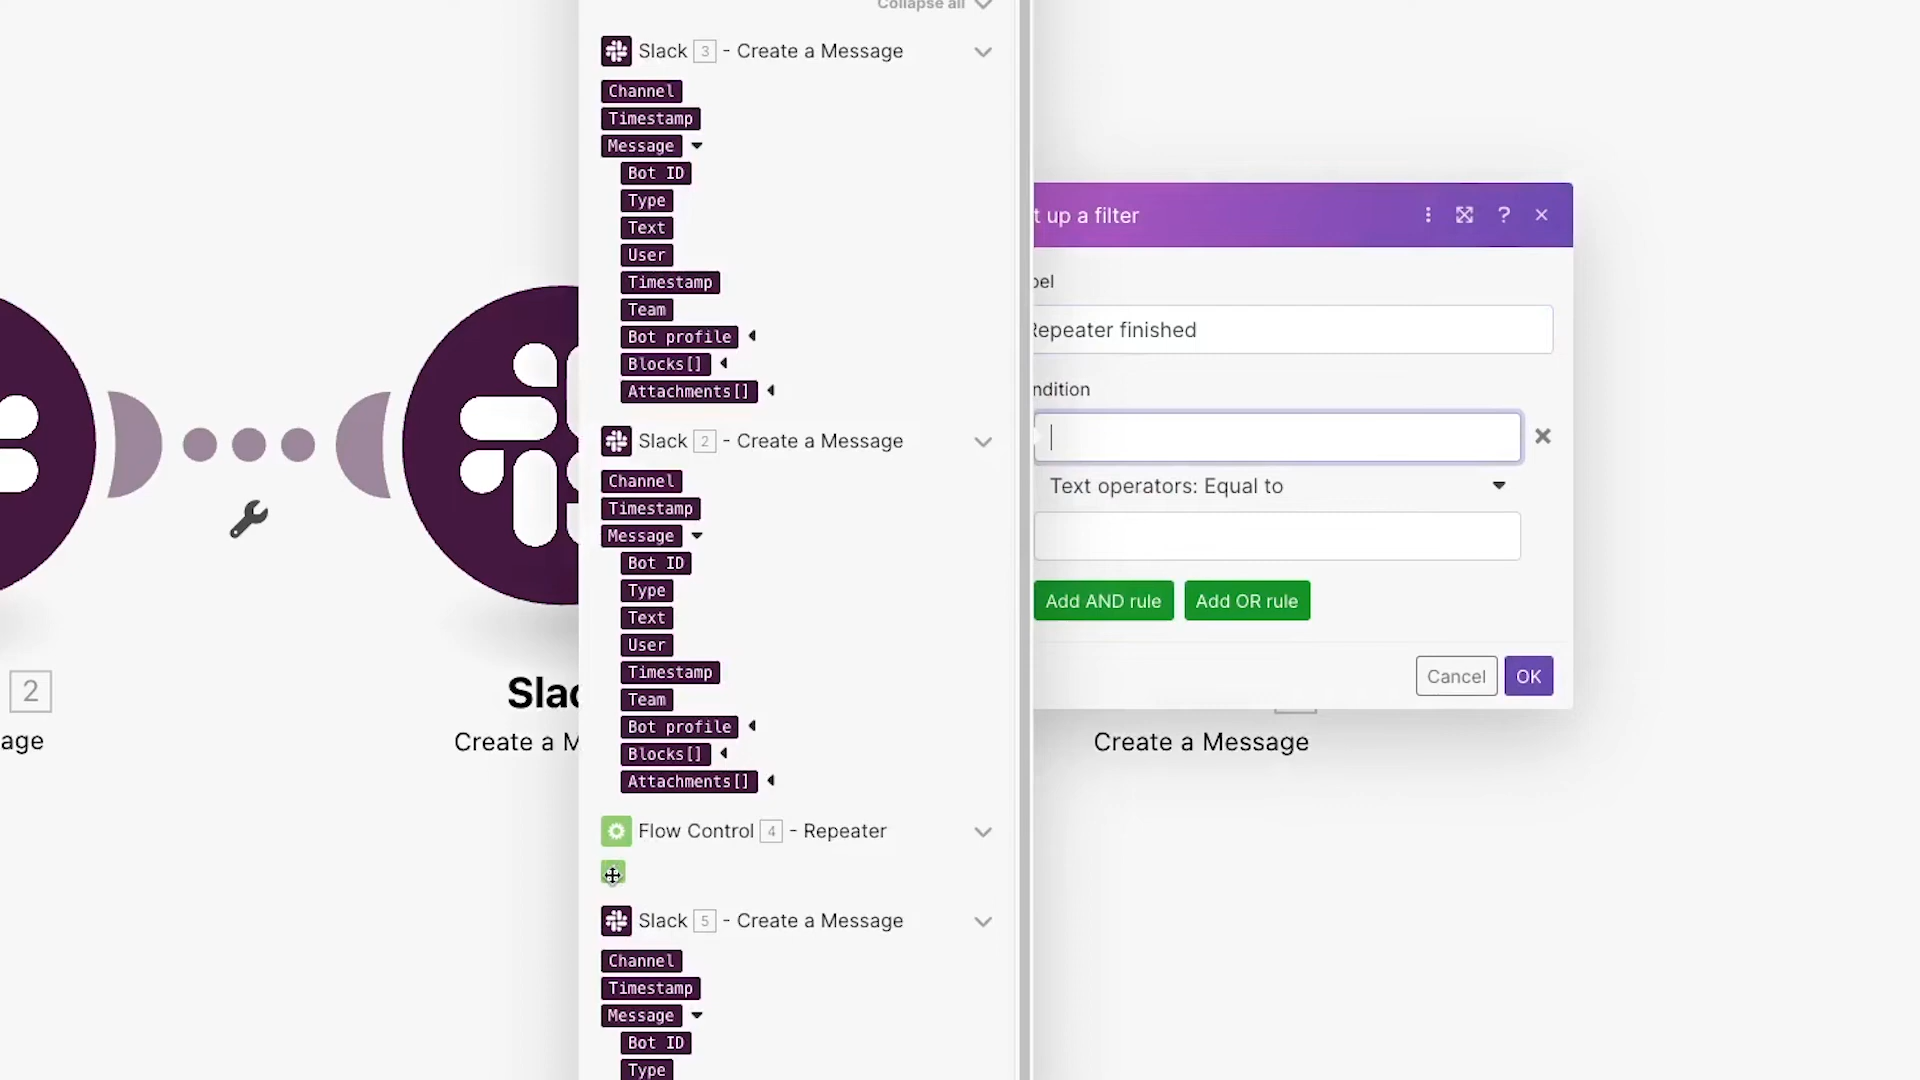 Collapse all
Slack 3 - Create a Message
Channel
Timestamp
Message
Bot ID
Type
Text
User
Timestamp
Team
Bot profile
Blocks[]
Attachments[]
Slack 2 - Create a Message
Channel
Timestamp
Message
Bot ID
Type
Text
User
Timestamp
Team
Bot profile
Blocks[]
Attachments[]
Flow Control 4 - Repeater
Slack 5 - Create a Message
Channel
Timestamp
Message
Bot ID
Type
t up a filter
?
bel
Repeater finished
ndition
Text operators: Equal to
Add AND rule
Add OR rule
Cancel
OK
2
age
Slac
Create a M
Create a Message